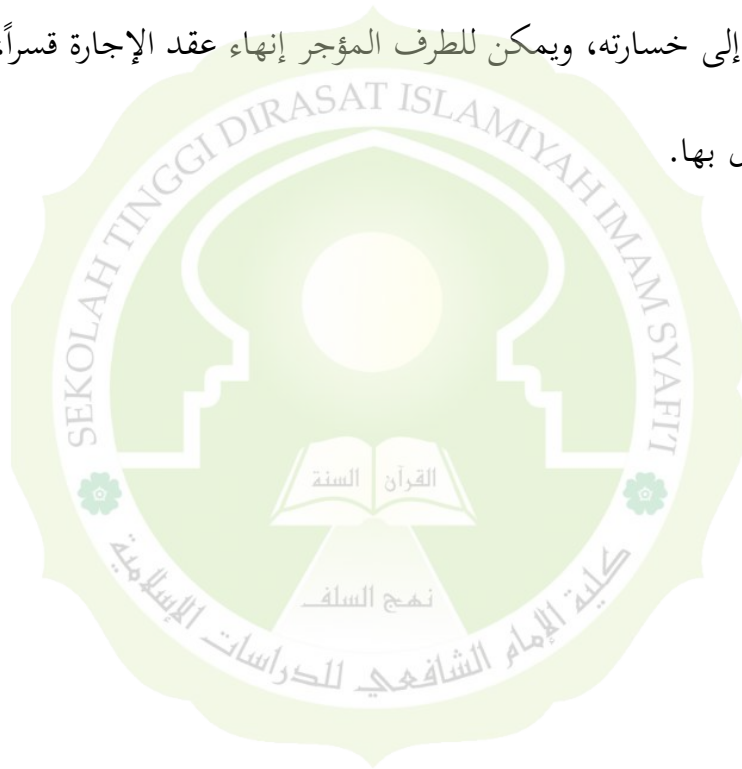 إلى خسارته، ويمكن للطرف المؤجر إنهاء عقد الإجارة قسراً
بها.
SEKOLAH TINGGI DIRASAT ISLAMIYAH IMAM SYAFI'I
القرآن السنة
نهج السلف
كلية الإمام الشافعي للدراسات الإسلامية